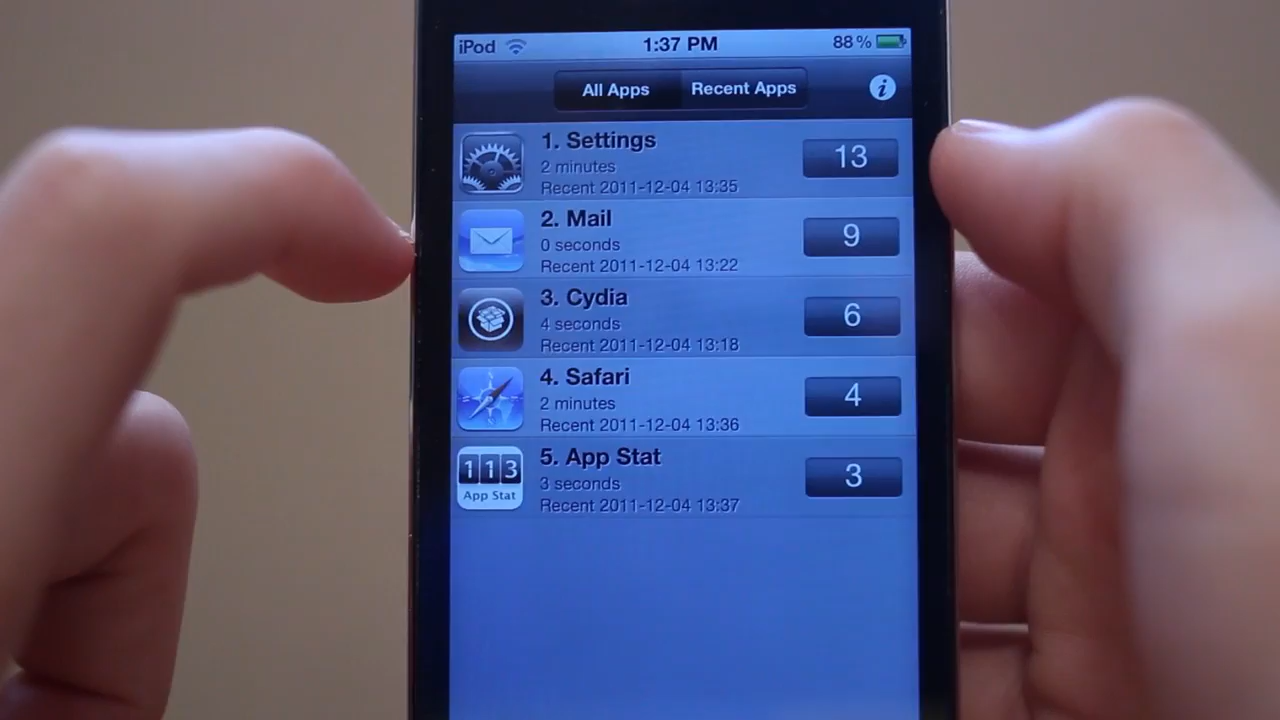 iPod 1:37 PM 88%
All Apps Recent Apps i
1. Settings
2 minutes
Recent 2011-12-04 13:35
13
2. Mail
0 seconds
Recent 2011-12-04 13:22
9
3. Cydia
4 seconds
Recent 2011-12-04 13:18
6
4. Safari
2 minutes
Recent 2011-12-04 13:36
4
113
App Stat
5. App Stat
3 seconds
Recent 2011-12-04 13:37
3